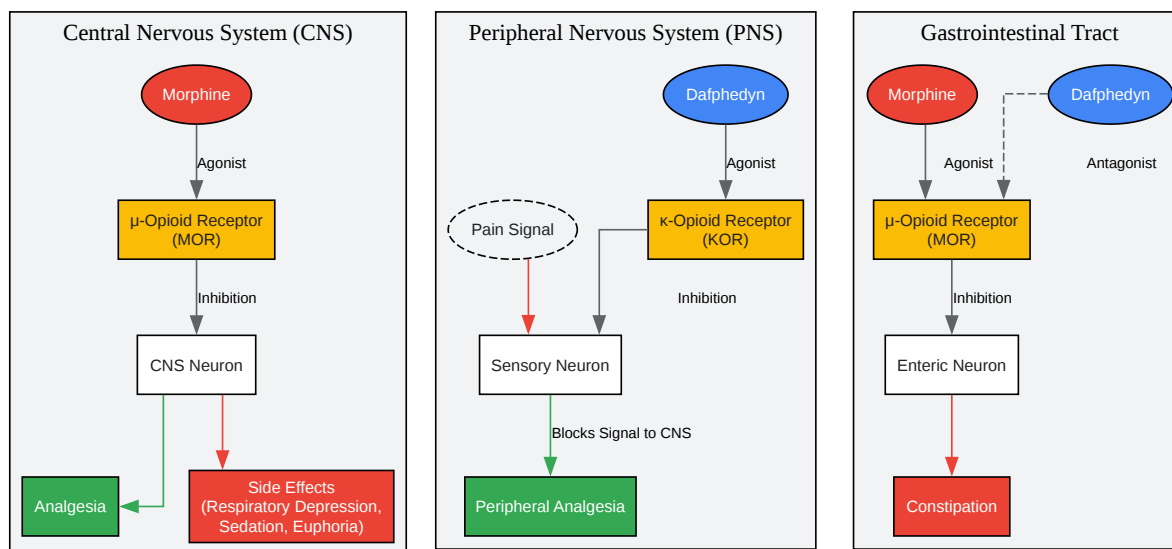 Central Nervous System (CNS)
Morphine
Agonist
μ-Opioid Receptor
(MOR)
Inhibition
CNS Neuron
Analgesia
Side Effects
(Respiratory Depression,
Sedation, Euphoria)
Peripheral Nervous System (PNS)
Dafphedyn
Agonist
Pain Signal
κ-Opioid Receptor
(KOR)
Inhibition
Sensory Neuron
Blocks Signal to CNS
Peripheral Analgesia
Gastrointestinal Tract
Morphine
Dafphedyn
Agonist
Antagonist
μ-Opioid Receptor
(MOR)
Inhibition
Enteric Neuron
Constipation